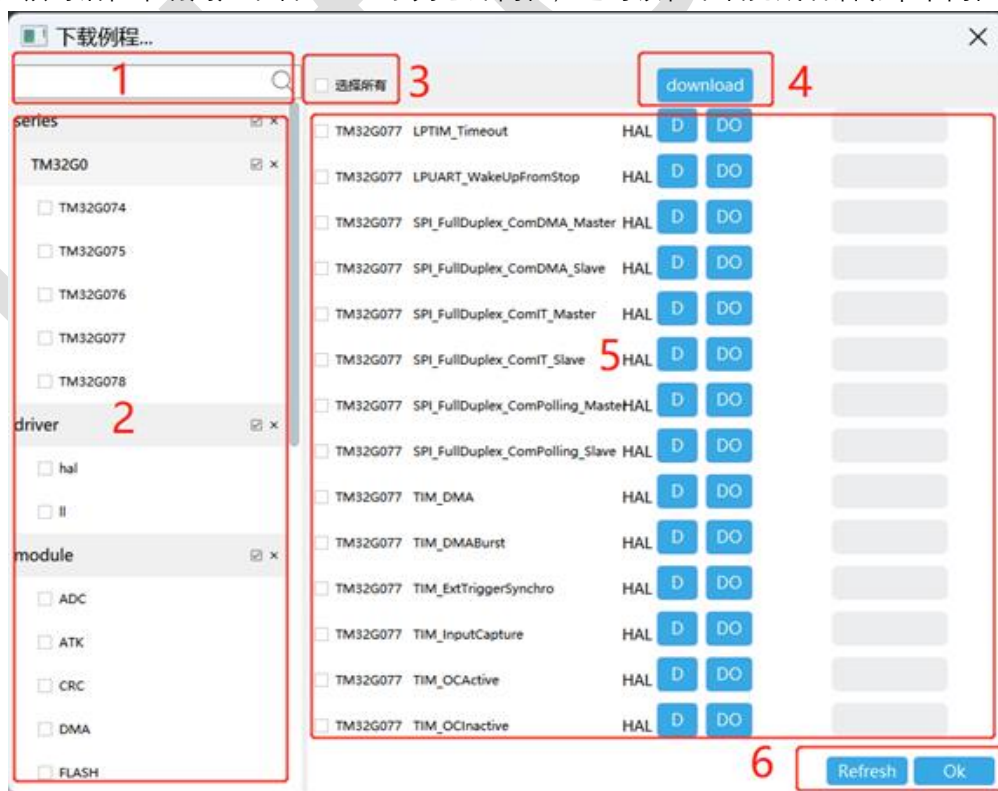 下载例程...
1
选择所有
3
download
4
series
TM32G0
TM32G074
TM32G075
TM32G076
TM32G077
TM32G078
driver
2
hal
ll
module
ADC
ATK
CRC
DMA
FLASH
TM32G077 LPTIM_Timeout HAL D DO
TM32G077 LPUART_WakeUpFromStop HAL D DO
TM32G077 SPI_FullDuplex_ComDMA_Master HAL D DO
TM32G077 SPI_FullDuplex_ComDMA_Slave HAL D DO
TM32G077 SPI_FullDuplex_ComIT_Master HAL D DO
TM32G077 SPI_FullDuplex_ComIT_Slave 5 HAL D DO
TM32G077 SPI_FullDuplex_ComPolling_Maste HAL D DO
TM32G077 SPI_FullDuplex_ComPolling_Slave HAL D DO
TM32G077 TIM_DMA HAL D DO
TM32G077 TIM_DMABurst HAL D DO
TM32G077 TIM_ExtTriggerSynchro HAL D DO
TM32G077 TIM_InputCapture HAL D DO
TM32G077 TIM_OCActive HAL D DO
TM32G077 TIM_OCInactive HAL D DO
6
Refresh Ok